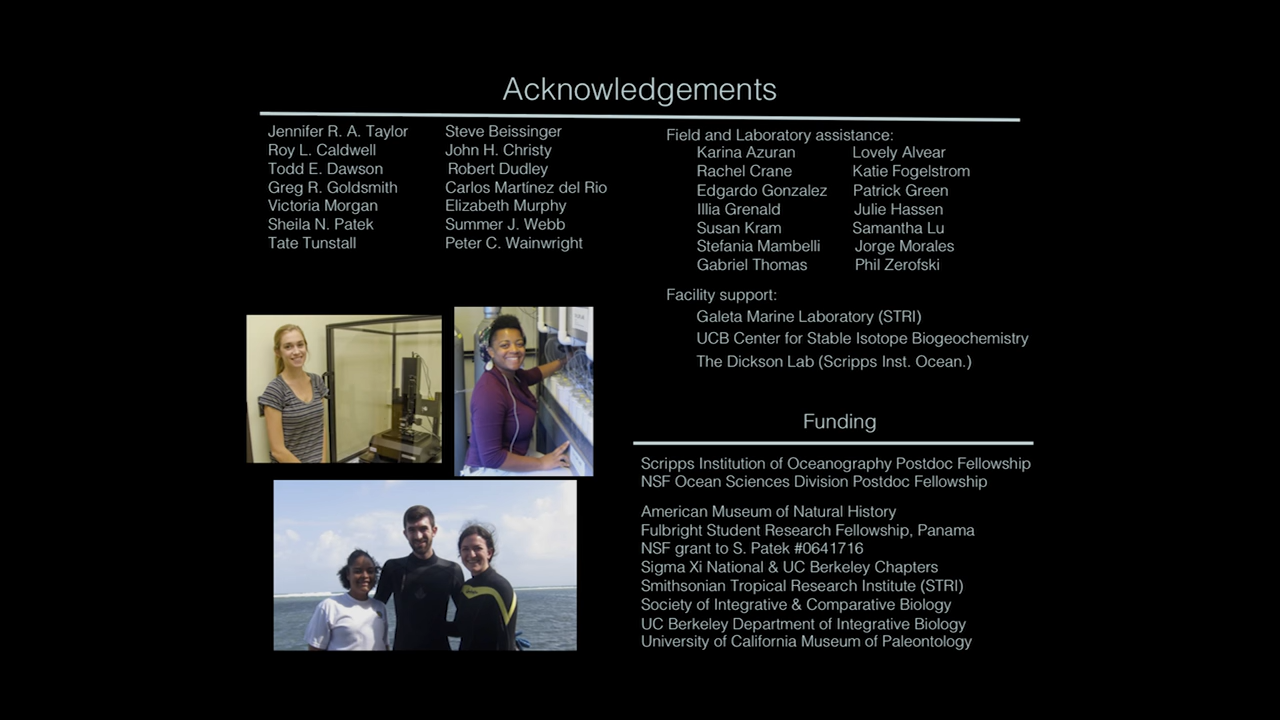 Acknowledgements
Jennifer R. A. Taylor
Roy L. Caldwell
Todd E. Dawson
Greg R. Goldsmith
Victoria Morgan
Sheila N. Patek
Tate Tunstall
Steve Beissinger
John H. Christy
Robert Dudley
Carlos Martínez del Rio
Elizabeth Murphy
Summer J. Webb
Peter C. Wainwright
Field and Laboratory assistance:
Karina Azuran
Rachel Crane
Edgardo Gonzalez
Illia Grenald
Susan Kram
Stefania Mambelli
Gabriel Thomas
Lovely Alvear
Katie Fogelstrom
Patrick Green
Julie Hassen
Samantha Lu
Jorge Morales
Phil Zerofski
Facility support:
Galeta Marine Laboratory (STRI)
UCB Center for Stable Isotope Biogeochemistry
The Dickson Lab (Scripps Inst. Ocean.)
Funding
Scripps Institution of Oceanography Postdoc Fellowship
NSF Ocean Sciences Division Postdoc Fellowship
American Museum of Natural History
Fulbright Student Research Fellowship, Panama
NSF grant to S. Patek #0641716
Sigma Xi National & UC Berkeley Chapters
Smithsonian Tropical Research Institute (STRI)
Society of Integrative & Comparative Biology
UC Berkeley Department of Integrative Biology
University of California Museum of Paleontology